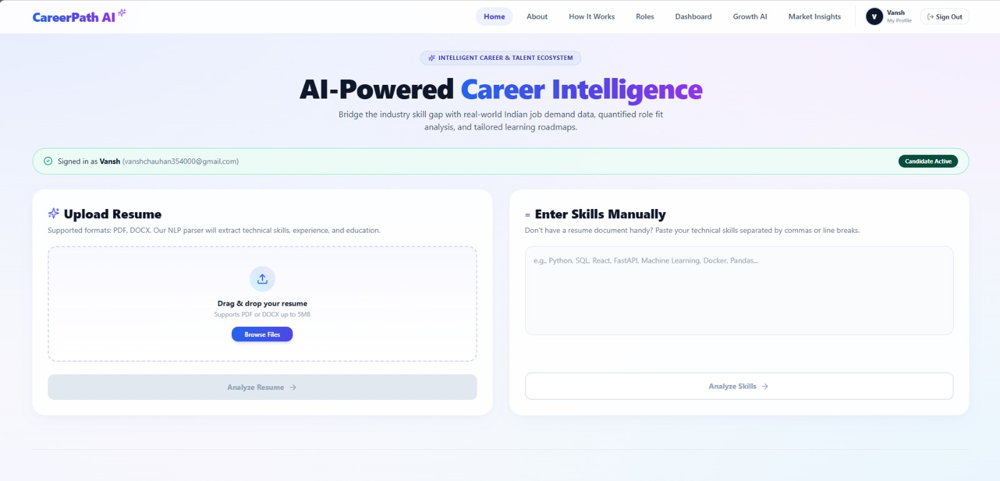 CareerPath AI
Home
About
How It Works
Roles
Dashboard
Growth AI
Market Insights
V
Vansh
My Profile
Sign Out
INTELLIGENT CAREER & TALENT ECOSYSTEM
AI-Powered Career Intelligence
Bridge the industry skill gap with real-world Indian job demand data, quantified role fit
analysis, and tailored learning roadmaps.
Signed in as Vansh (vanshchauhan354000@gmail.com)
Candidate Active
Upload Resume
Supported formats: PDF, DOCX. Our NLP parser will extract technical skills, experience, and education.
Drag & drop your resume
Supports PDF or DOCX up to 5MB
Browse Files
Analyze Resume →
Enter Skills Manually
Don't have a resume document handy? Paste your technical skills separated by commas or line breaks.
e.g., Python, SQL, React, FastAPI, Machine Learning, Docker, Pandas...
Analyze Skills →